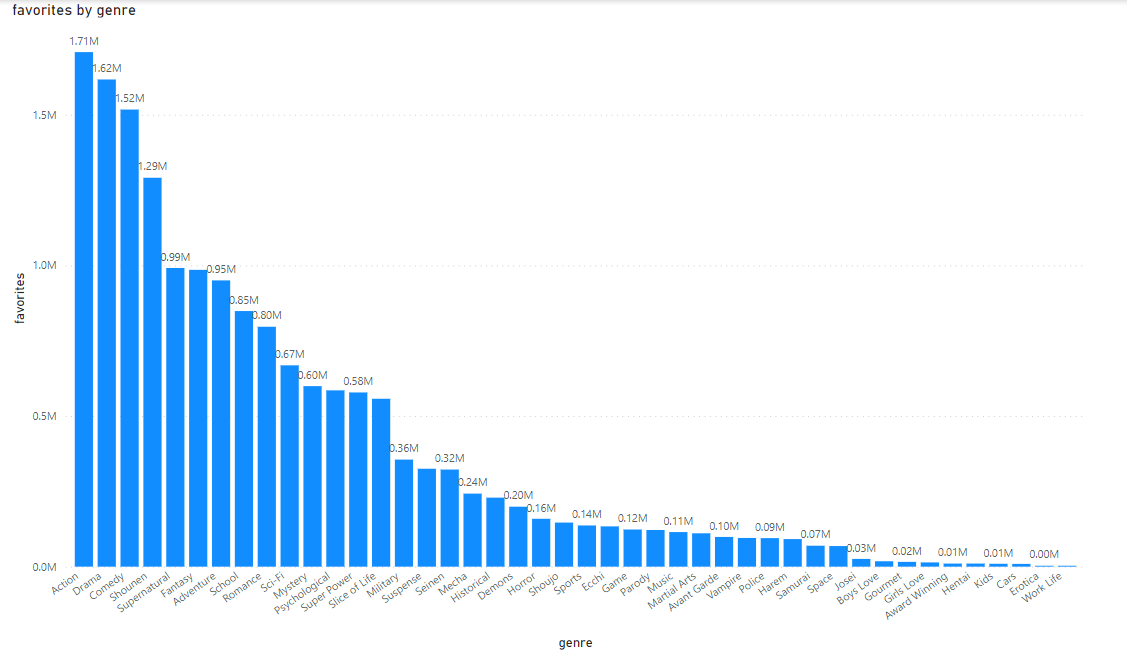 favorites by genre
1.71M
1.62M
1.52M
1.29M
0.99M
0.95M
0.85M
0.80M
0.67M
0.60M
0.58M
0.36M
0.32M
0.24M
0.20M
0.16M
0.14M
0.12M
0.11M
0.10M
0.09M
0.07M
0.03M
0.02M
0.01M
0.01M
0.00M
1.5M
1.0M
0.5M
0.0M
favorites
Action
Drama
Comedy
Shounen
Supernatural
Fantasy
Adventure
School
Romance
Sci-Fi
Mystery
Psychological
Super Power
Slice of Life
Military
Suspense
Seinen
Mecha
Historical
Demons
Horror
Shoujo
Sports
Ecchi
Game
Parody
Music
Martial Arts
Avant Garde
Vampire
Police
Harem
Samurai
Space
Josei
Boys Love
Gourmet
Girls Love
Award Winning
Hentai
Kids
Cars
Erotica
Work Life
genre